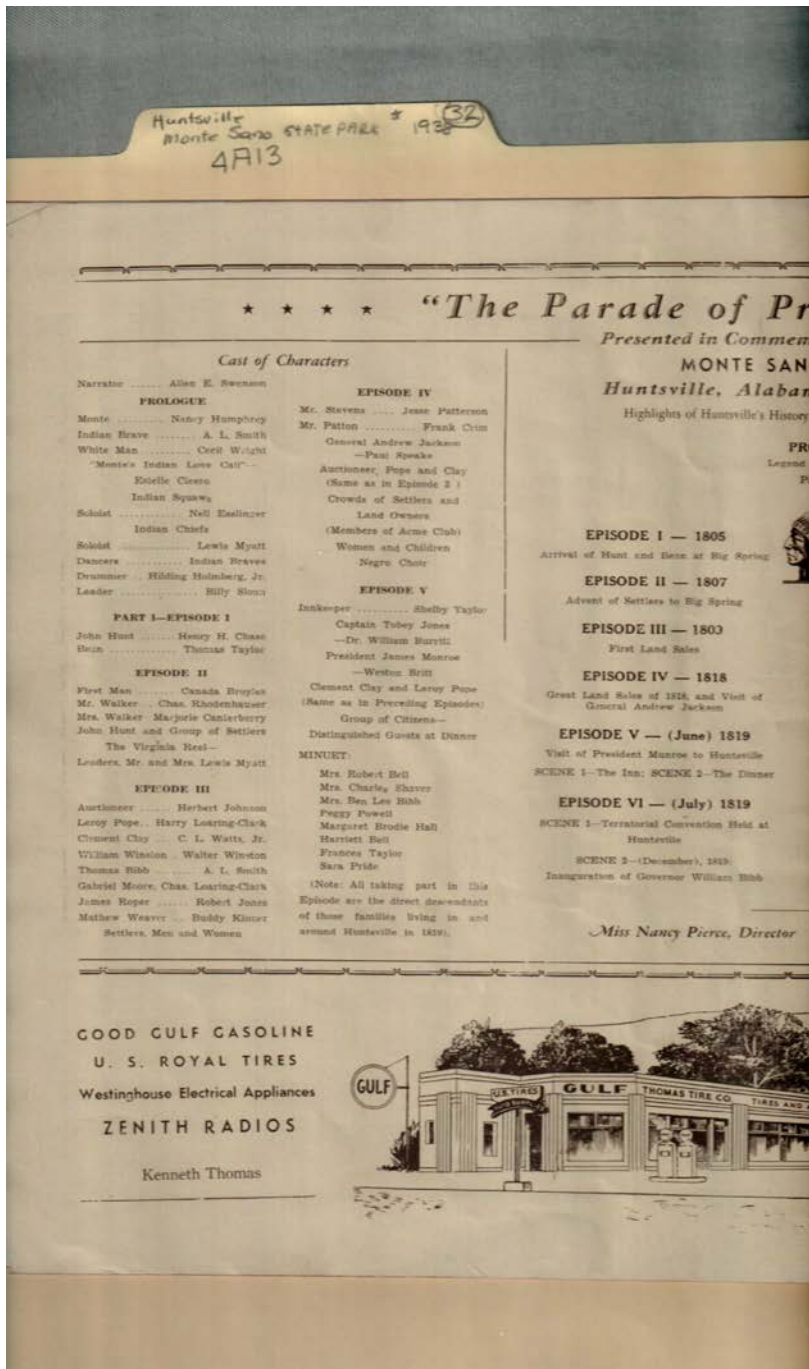 Huntsville
Monte Sano STATE PARK * 1938 32
4A13
★ ★ ★ ★ "The Parade of Pr
Presented in Commem
MONTE SAN
Huntsville, Alabam
Highlights of Huntsville's History
PR
Legend
P
Cast of Characters
Narrator ...... Allen E. Swenson
PROLOGUE
Monte .......... Nancy Humphrey
Indian Brave ........ A. L. Smith
White Man ......... Cecil Wright
"Monte's Indian Love Call"—
Estelle Cicero
Indian Squaws
Soloist ........... Nell Esslinger
Indian Chiefs
Soloist ............. Lewis Myatt
Dancers ........... Indian Braves
Drummer .. Hilding Holmberg, Jr.
Leader ............. Billy Sloan
PART I—EPISODE I
John Hunt ....... Henry H. Chase
Bein ............ Thomas Taylor
EPISODE II
First Man ....... Canada Broyles
Mr. Walker .. Chas. Rhodenhauser
Mrs. Walker Marjorie Canterberry
John Hunt and Group of Settlers
The Virginia Reel—
Leaders, Mr. and Mrs. Lewis Myatt
EPICODE III
Auctioneer ...... Herbert Johnson
Leroy Pope.. Harry Loaring-Clark
Clement Clay ... C. L. Watts, Jr.
William Winston . Walter Winston
Thomas Bibb ........ A. L. Smith
Gabriel Moore, Chas. Loaring-Clark
James Roper ....... Robert Jones
Mathew Weaver ... Buddy Kinzer
Settlers, Men and Women
EPISODE IV
Mr. Stevens .... Jesse Patterson
Mr. Patton .......... Frank Crim
General Andrew Jackson
—Paul Speake
Auctioneer, Pope and Clay
(Same as in Episode 2 )
Crowds of Settlers and
Land Owners
(Members of Acme Club)
Women and Children
Negro Choir
EPISODE V
Innkeeper ......... Shelby Taylor
Captain Tobey Jones
—Dr. William Burritt
President James Monroe
—Weston Britt
Clement Clay and Leroy Pope
(Same as in Preceding Episodes)
Group of Citizens—
Distinguished Guests at Dinner
MINUET:
Mrs. Robert Bell
Mrs. Charles Shaver
Mrs. Ben Lee Bibb
Peggy Powell
Margaret Brodie Hall
Harriett Bell
Frances Taylor
Sara Pride
(Note: All taking part in this
Episode are the direct descendants
of those families living in and
around Huntsville in 1819).
EPISODE I — 1805
Arrival of Hunt and Bean at Big Spring
EPISODE II — 1807
Advent of Settlers to Big Spring
EPISODE III — 1809
First Land Sales
EPISODE IV — 1818
Great Land Sales of 1818, and Visit of
General Andrew Jackson
EPISODE V — (June) 1819
Visit of President Munroe to Huntsville
SCENE 1—The Inn; SCENE 2—The Dinner
EPISODE VI — (July) 1819
SCENE 1—Territorial Convention Held at
Huntsville
SCENE 2—(December), 1819:
Inauguration of Governor William Bibb
Miss Nancy Pierce, Director
GOOD GULF GASOLINE
U. S. ROYAL TIRES
Westinghouse Electrical Appliances
ZENITH RADIOS
Kenneth Thomas
GULF
U.S. TIRES
GULF
THOMAS TIRE CO.
TIRES AND